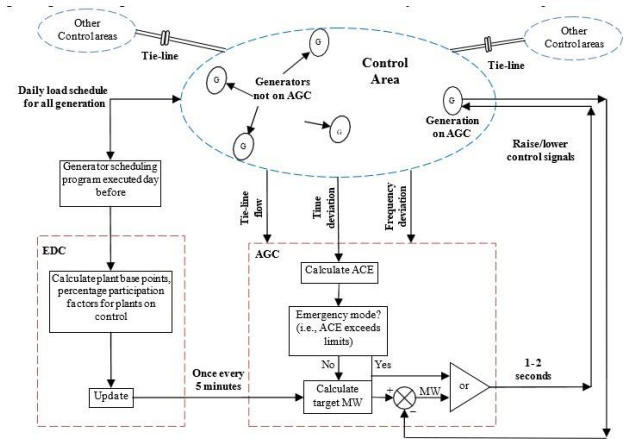 Other
Control areas
Tie-line
Other
Control areas
Tie-line
G
G
G
G
G
Generators
not on AGC
Control
Area
Generation
on AGC
Daily load schedule
for all generation
Raise/lower
control signals
Generator scheduling
program executed day
before
Tie-line
flow
Time
deviation
Frequency
deviation
EDC
AGC
Calculate plant base points,
percentage participation
factors for plants on
control
Calculate ACE
Emergency mode?
(i.e., ACE exceeds
limits)
No
Yes
Once every
5 minutes
Update
Calculate
target MW
+
−
MW
or
1-2
seconds